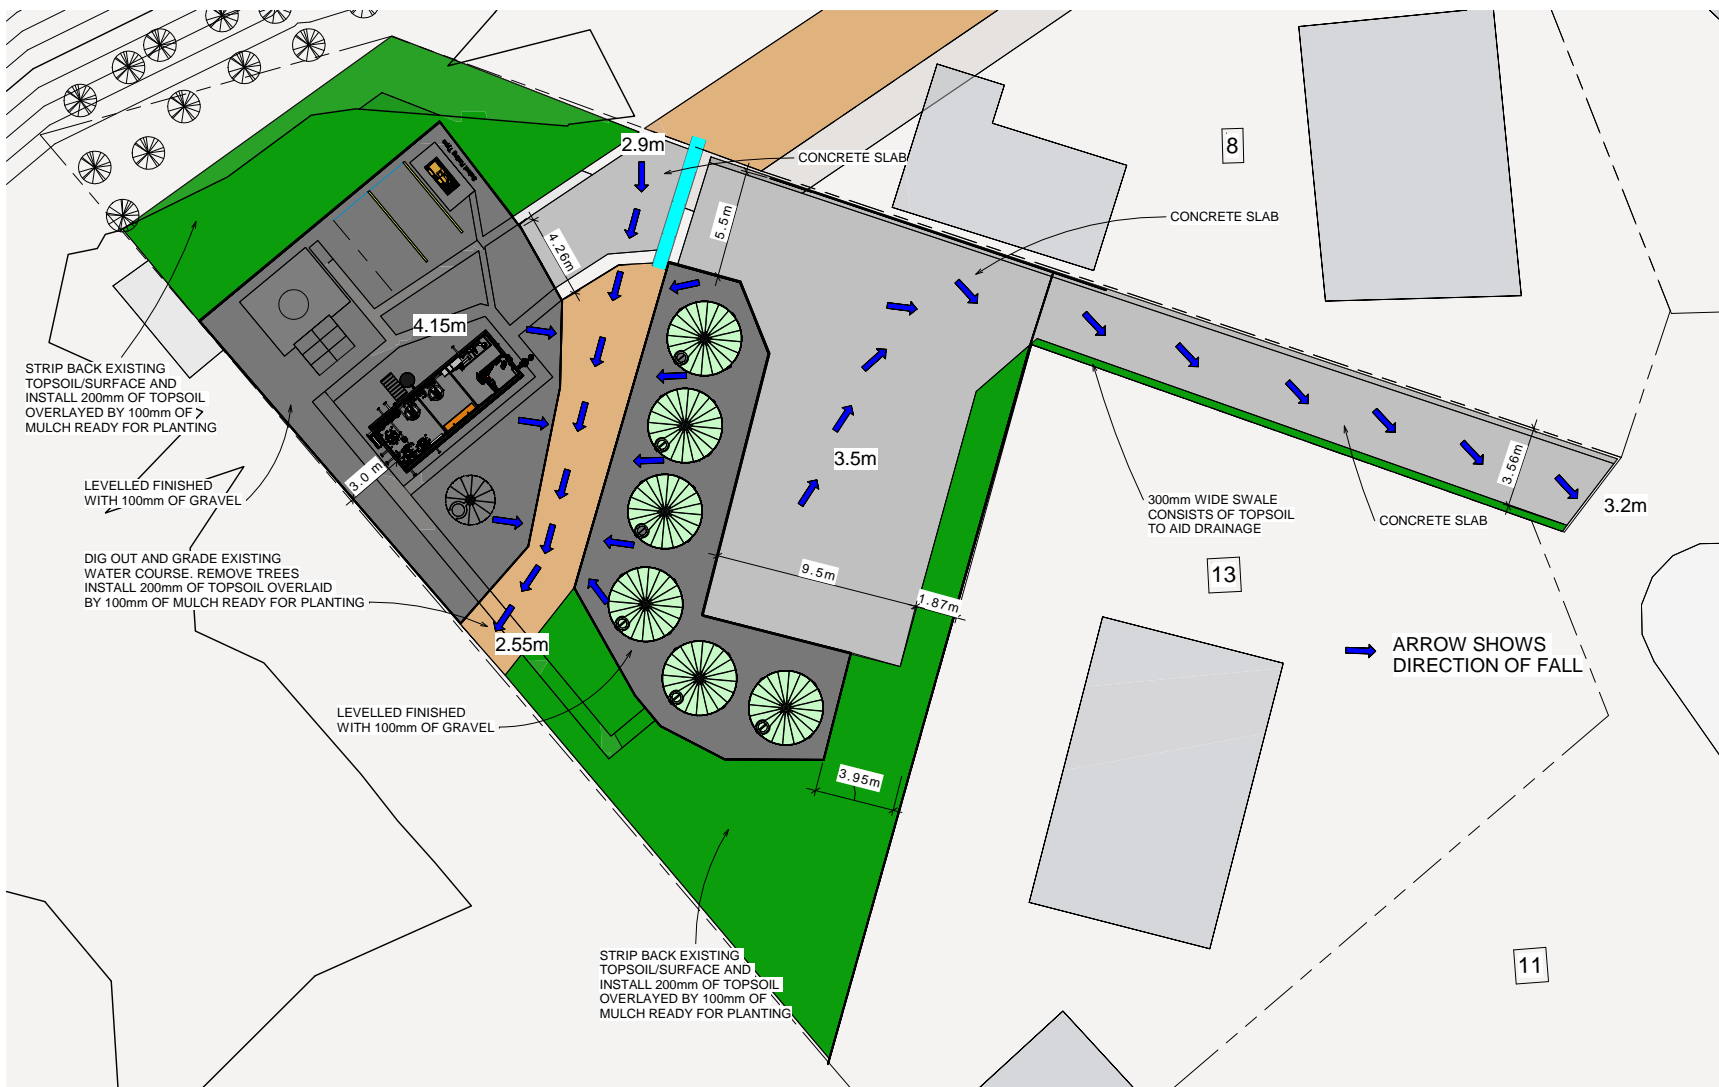 8
2.9m
CONCRETE SLAB
CONCRETE SLAB
5.5m
4.26m
4.15m
STRIP BACK EXISTING
TOPSOIL/SURFACE AND
INSTALL 200mm OF TOPSOIL
OVERLAYED BY 100mm OF
MULCH READY FOR PLANTING
3.5m
3.56m
3.0 m
LEVELLED FINISHED
WITH 100mm OF GRAVEL
300mm WIDE SWALE
CONSISTS OF TOPSOIL
TO AID DRAINAGE
CONCRETE SLAB
3.2m
DIG OUT AND GRADE EXISTING
WATER COURSE. REMOVE TREES
INSTALL 200mm OF TOPSOIL OVERLAID
BY 100mm OF MULCH READY FOR PLANTING
9.5m
1.87m
13
2.55m
ARROW SHOWS
DIRECTION OF FALL
LEVELLED FINISHED
WITH 100mm OF GRAVEL
3.95m
STRIP BACK EXISTING
TOPSOIL/SURFACE AND
INSTALL 200mm OF TOPSOIL
OVERLAYED BY 100mm OF
MULCH READY FOR PLANTING
11